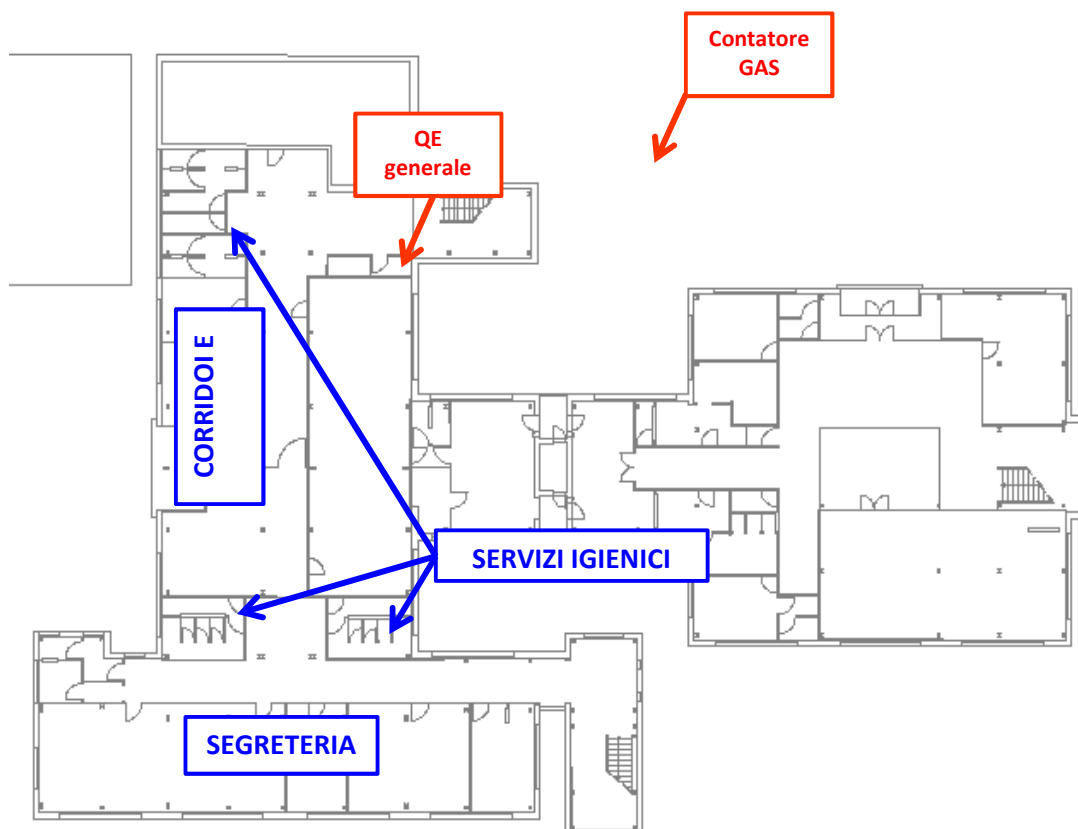 Contatore
GAS
QE
generale
CORRIDOI E
SERVIZI IGIENICI
SEGRETERIA